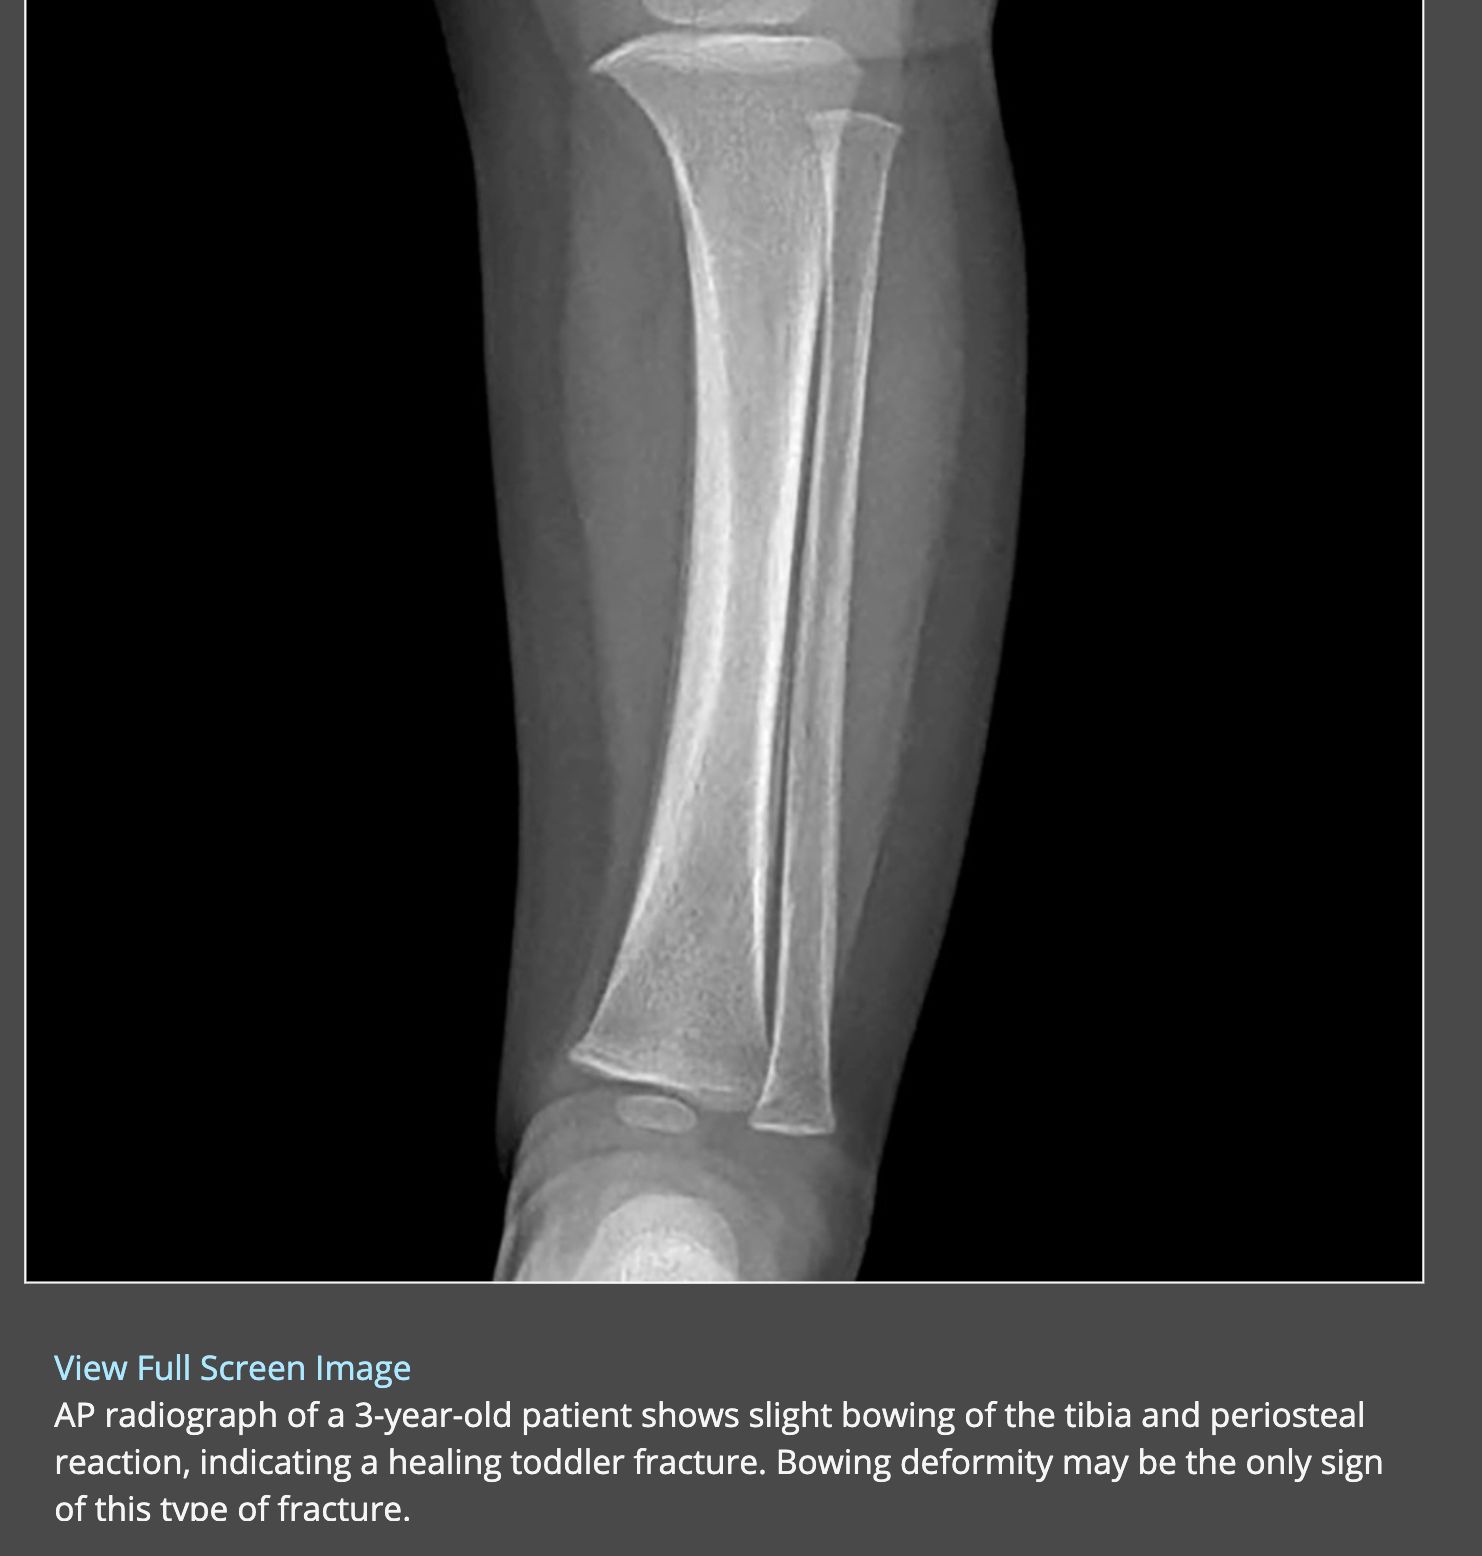 View Full Screen Image
AP radiograph of a 3-year-old patient shows slight bowing of the tibia and periosteal
reaction, indicating a healing toddler fracture. Bowing deformity may be the only sign
of this type of fracture.